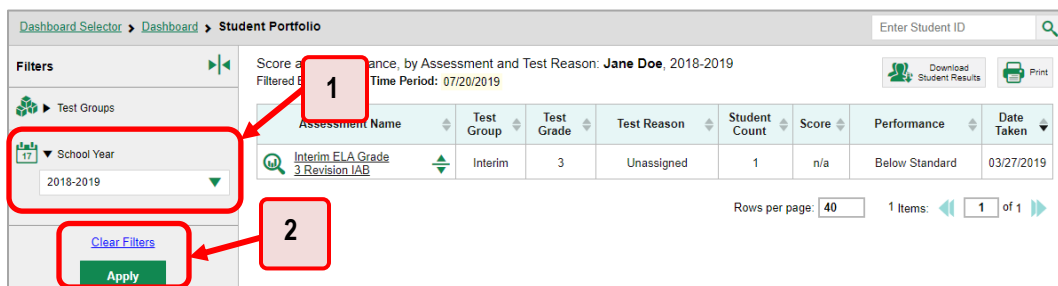 Dashboard Selector > Dashboard > Student Portfolio
Enter Student ID
Filters
Score a ance, by Assessment and Test Reason: Jane Doe, 2018-2019
Filtered Time Period: 07/20/2019
Download
Student Results
Print
1
Test Groups
17 School Year
2018-2019
Clear Filters
Apply
2
Assessment Name
Test
Group
Test
Grade
Test Reason
Student
Count
Score
Performance
Date
Taken
Interim ELA Grade
3 Revision IAB
Interim
3
Unassigned
1
n/a
Below Standard
03/27/2019
Rows per page: 40
1 Items: 1 of 1